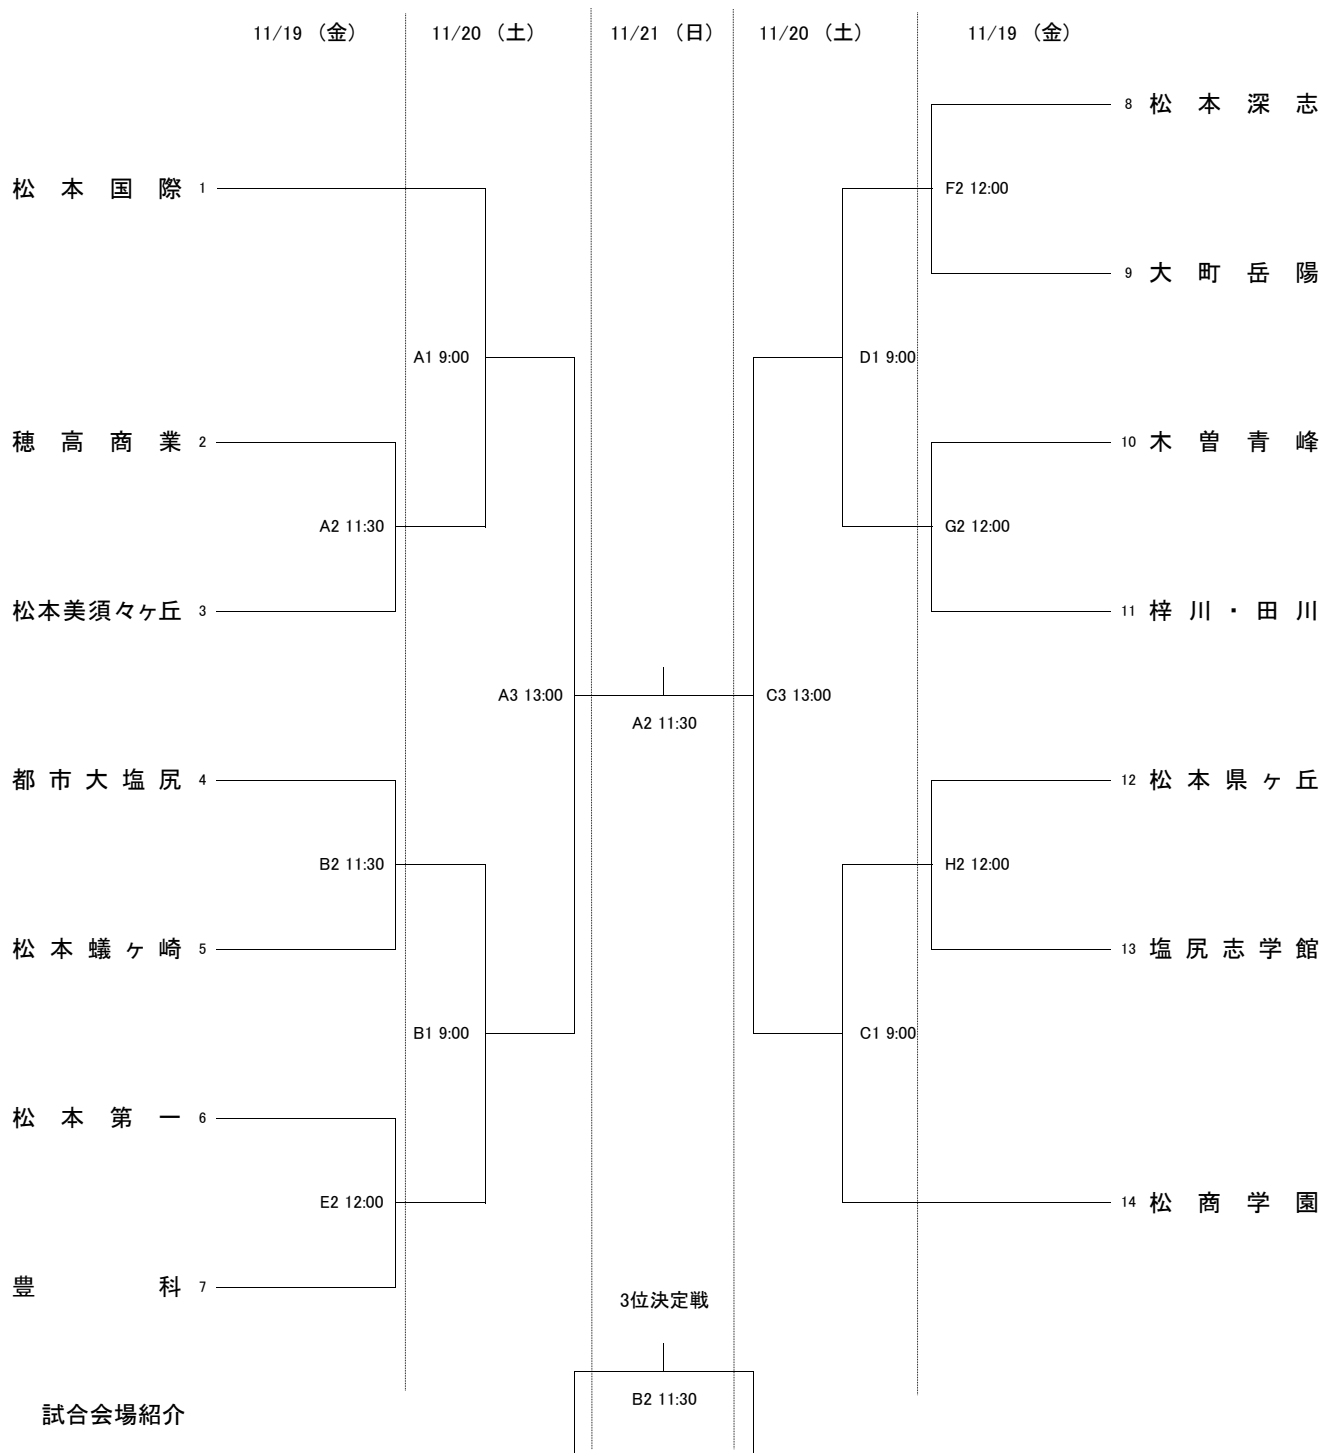 11/19 （金） 11/20 （土） 11/21 （日） 11/20 （土） 11/19 （金）
8 松本深志
松本国際 1
F2 12:00
9 大町岳陽
A1 9:00
D1 9:00
穂高商業 2
10 木曽青峰
A2 11:30
G2 12:00
松本美須々ヶ丘 3
11 梓川・田川
A3 13:00
A2 11:30
C3 13:00
都市大塩尻 4
12 松本県ヶ丘
B2 11:30
H2 12:00
松本蟻ヶ崎 5
13 塩尻志学館
B1 9:00
C1 9:00
松本第一 6
E2 12:00
14 松商学園
豊科 7
3位決定戦
B2 11:30
試合会場紹介